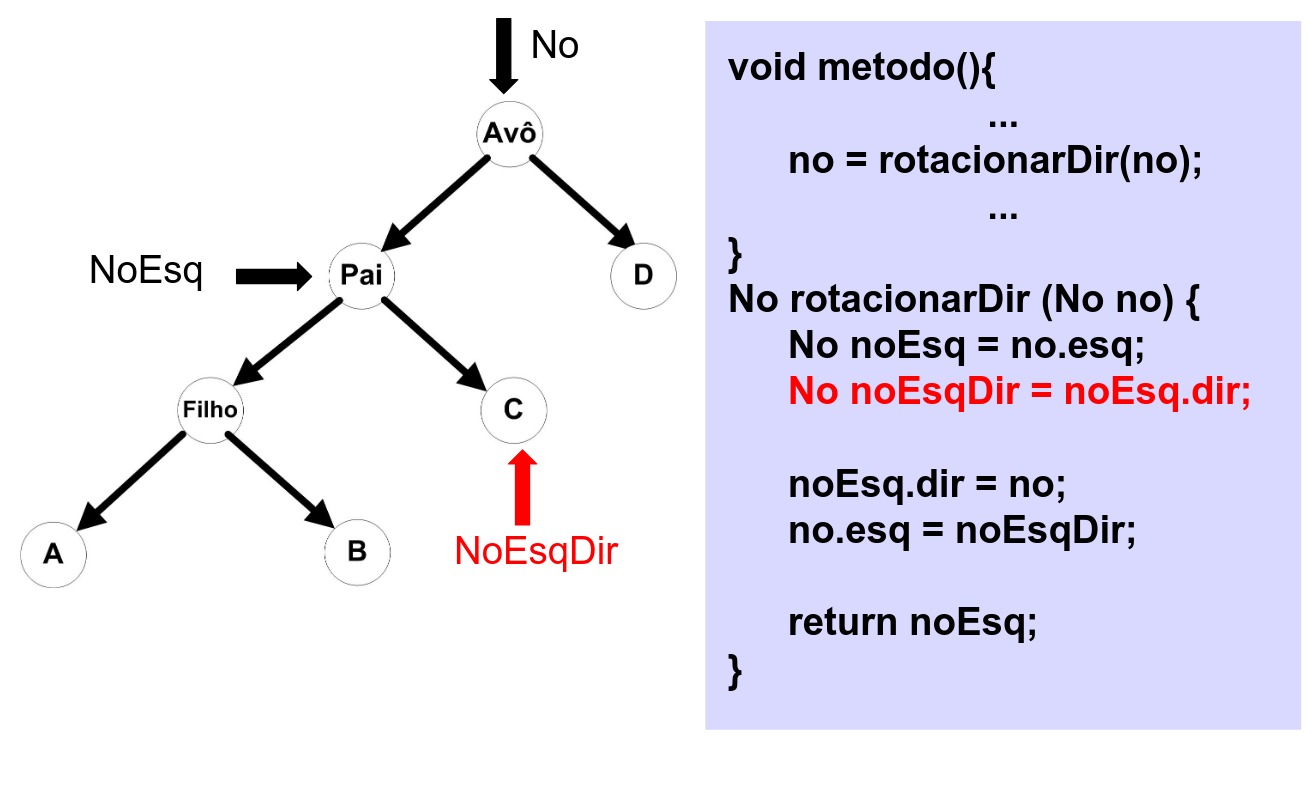 No
Avô
NoEsq
Pai
D
Filho
C
A
B
NoEsqDir
void metodo(){
...
no = rotacionarDir(no);
...
}
No rotacionarDir (No no) {
No noEsq = no.esq;
No noEsqDir = noEsq.dir;
noEsq.dir = no;
no.esq = noEsqDir;
return noEsq;
}